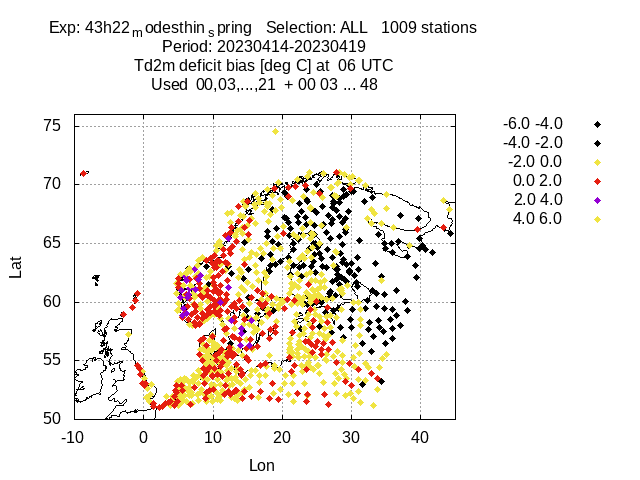 Exp: 43h22modesthinspring Selection: ALL 1009 stations
Period: 20230414-20230419
Td2m deficit bias [deg C] at 06 UTC
Used 00,03,...,21 + 00 03 ... 48
-6.0 -4.0
-4.0 -2.0
-2.0 0.0
0.0 2.0
2.0 4.0
4.0 6.0
75
70
65
60
55
50
Lat
-10 0 10 20 30 40
Lon